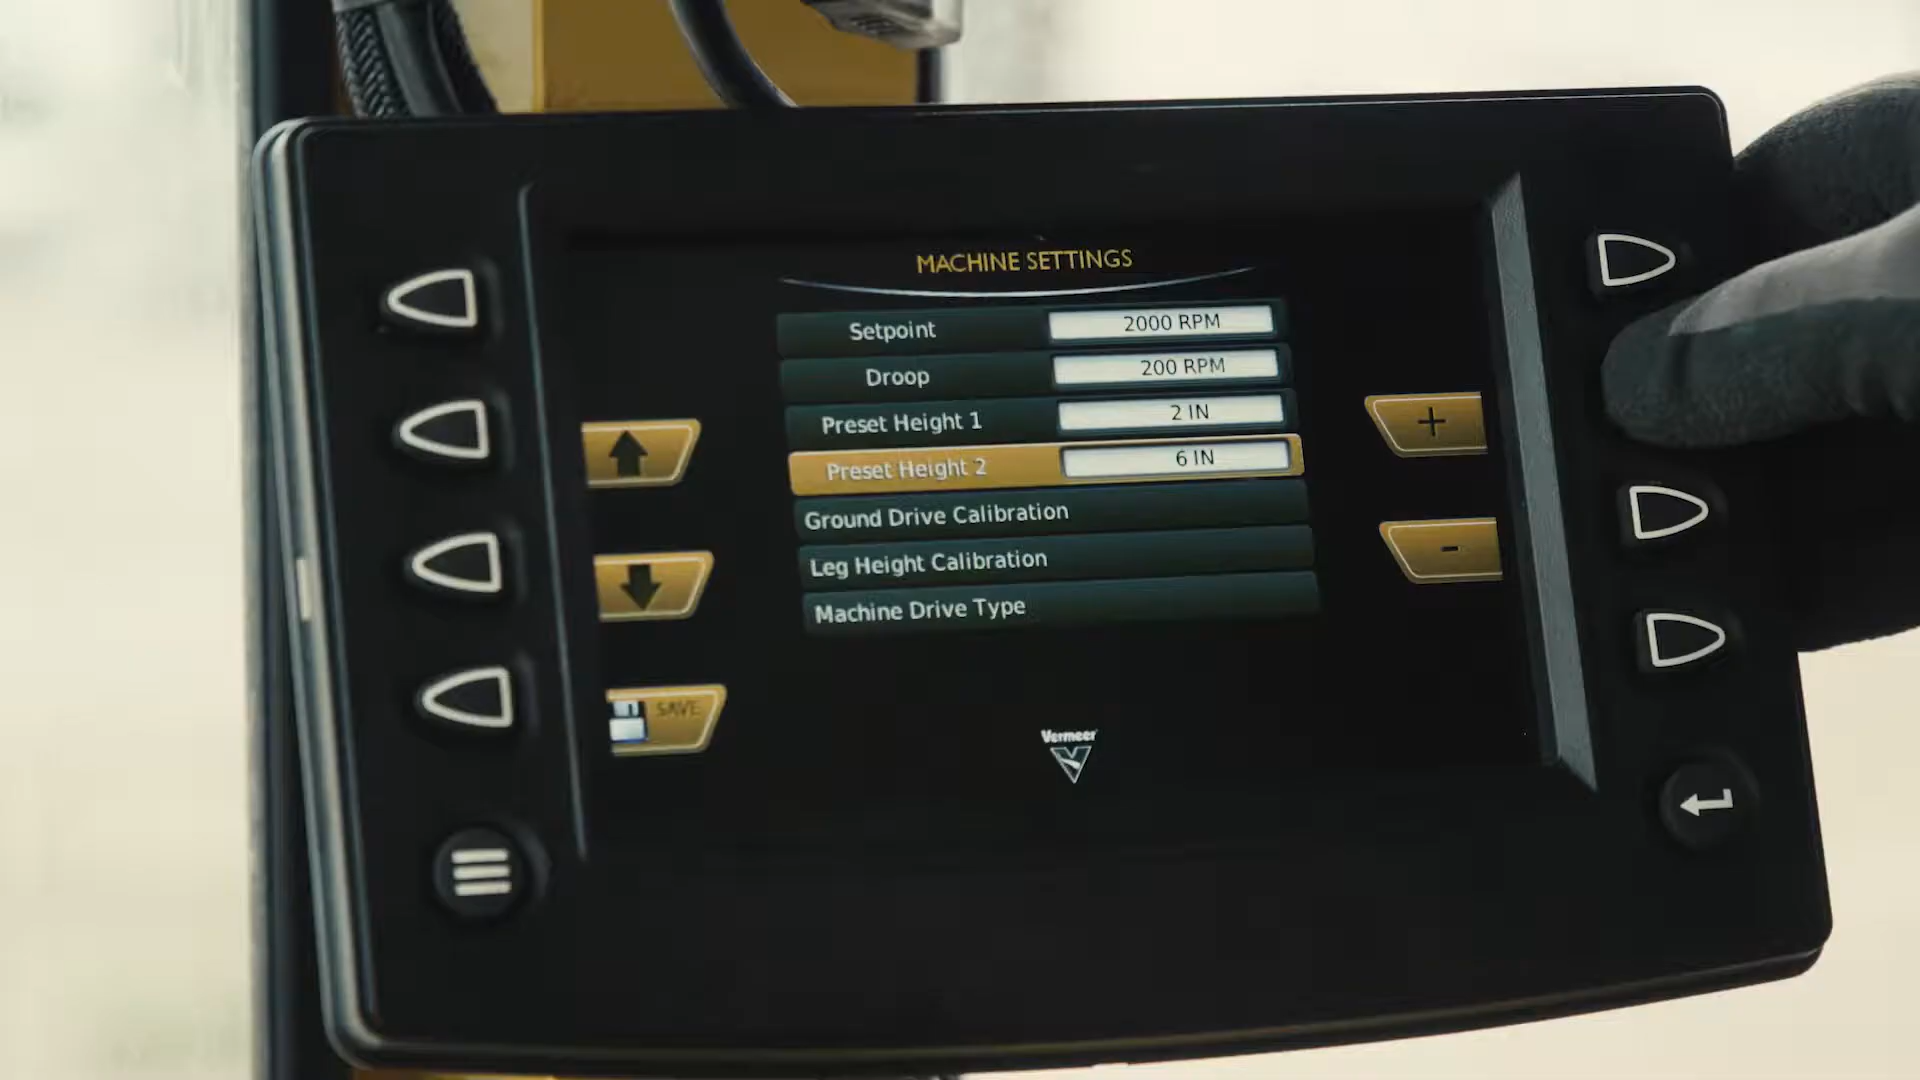 MACHINE SETTINGS
Setpoint 2000 RPM
Droop 200 RPM
Preset Height 1 2 IN
Preset Height 2 6 IN
Ground Drive Calibration
Leg Height Calibration
Machine Drive Type
+
-
SAVE
Vermeer